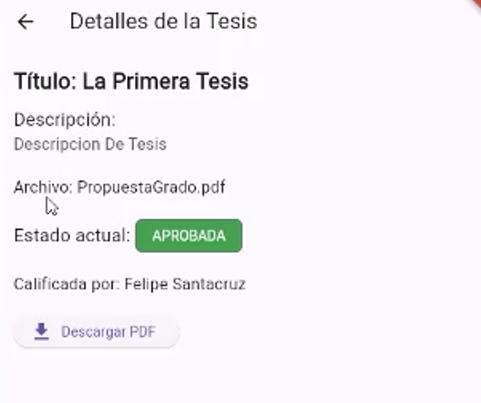 Detalles de la Tesis
Título: La Primera Tesis
Descripción:
Descripcion De Tesis
Archivo: PropuestaGrado.pdf
Estado actual: APROBADA
Calificada por: Felipe Santacruz
Descargar PDF